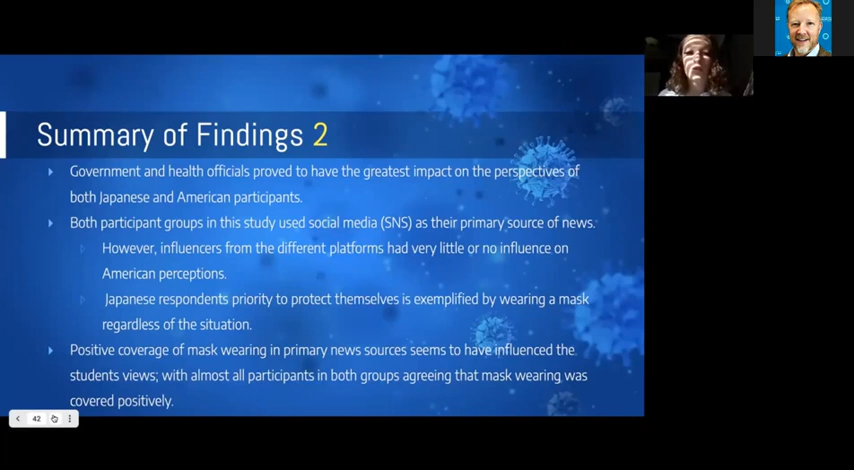 Summary of Findings 2
Government and health officials proved to have the greatest impact on the perspectives of
both Japanese and American participants.
Both participant groups in this study used social media (SNS) as their primary source of news.
However, influencers from the different platforms had very little or no influence on
American perceptions.
Japanese respondents priority to protect themselves is exemplified by wearing a mask
regardless of the situation.
Positive coverage of mask wearing in primary news sources seems to have influenced the
students views; with almost all participants in both groups agreeing that mask wearing was
covered positively.
42